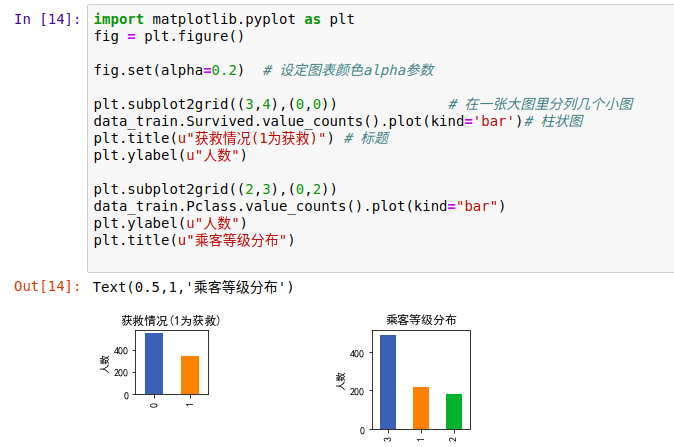 In [14]: import matplotlib.pyplot as plt
fig = plt.figure()
fig.set(alpha=0.2)  # 设定图表颜色alpha参数
plt.subplot2grid((3,4),(0,0))             # 在一张大图里分列几个小图
data_train.Survived.value_counts().plot(kind='bar')# 柱状图
plt.title(u"获救情况(1为获救)") # 标题
plt.ylabel(u"人数")
plt.subplot2grid((2,3),(0,2))
data_train.Pclass.value_counts().plot(kind="bar")
plt.ylabel(u"人数")
plt.title(u"乘客等级分布")
Out[14]: Text(0.5,1,'乘客等级分布')
获救情况(1为获救)
人数
400
200
0
0
1
乘客等级分布
人数
400
200
0
3
1
2